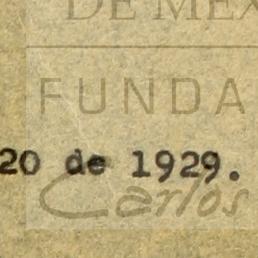 DE MEX
FUNDA
20 de 1929.
Carlos